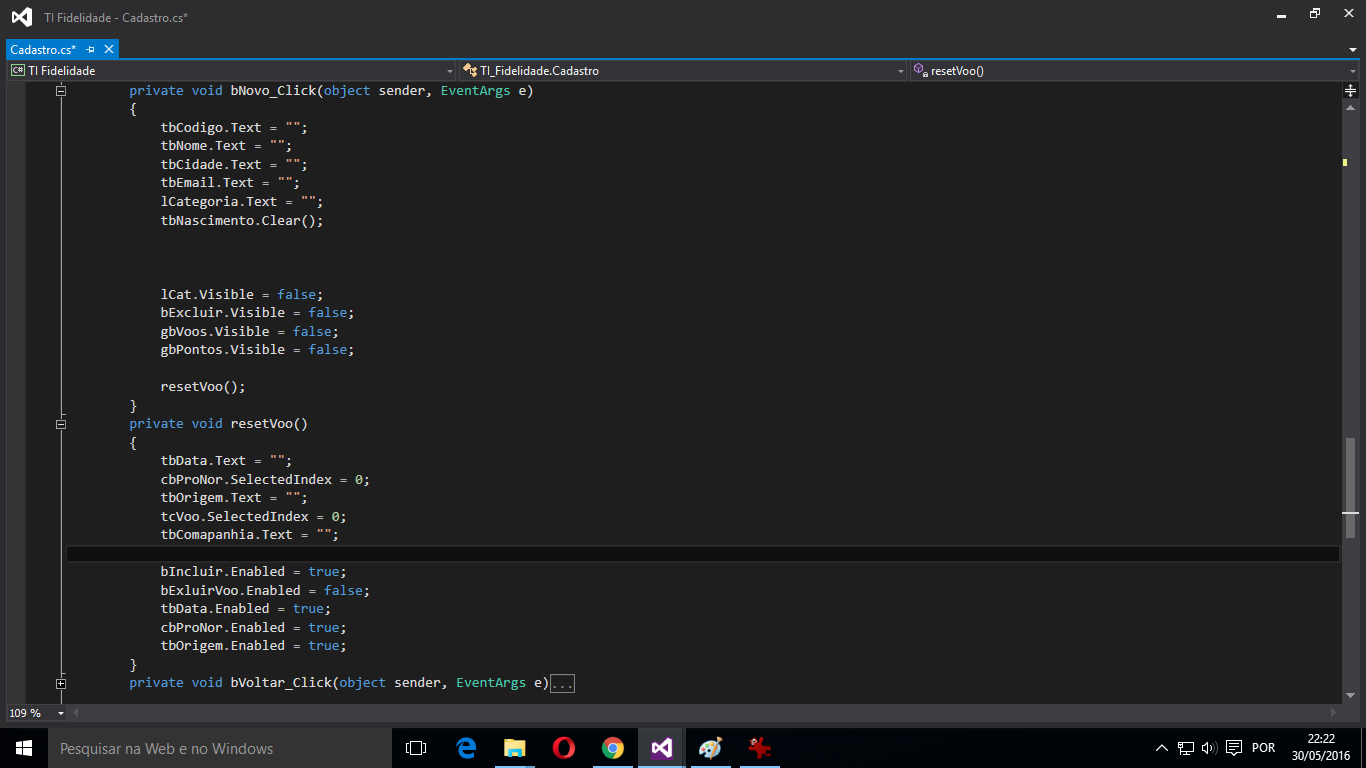 TI Fidelidade - Cadastro.cs*
Cadastro.cs*
C# TI Fidelidade TI_Fidelidade.Cadastro resetVoo()
private void bNovo_Click(object sender, EventArgs e)
{
tbCodigo.Text = "";
tbNome.Text = "";
tbCidade.Text = "";
tbEmail.Text = "";
lCategoria.Text = "";
tbNascimento.Clear();
lCat.Visible = false;
bExcluir.Visible = false;
gbVoos.Visible = false;
gbPontos.Visible = false;
resetVoo();
}
private void resetVoo()
{
tbData.Text = "";
cbProNor.SelectedIndex = 0;
tbOrigem.Text = "";
tcVoo.SelectedIndex = 0;
tbComapanhia.Text = "";
bIncluir.Enabled = true;
bExluirVoo.Enabled = false;
tbData.Enabled = true;
cbProNor.Enabled = true;
tbOrigem.Enabled = true;
}
private void bVoltar_Click(object sender, EventArgs e)...
109 %
Pesquisar na Web e no Windows
POR
22:22
30/05/2016